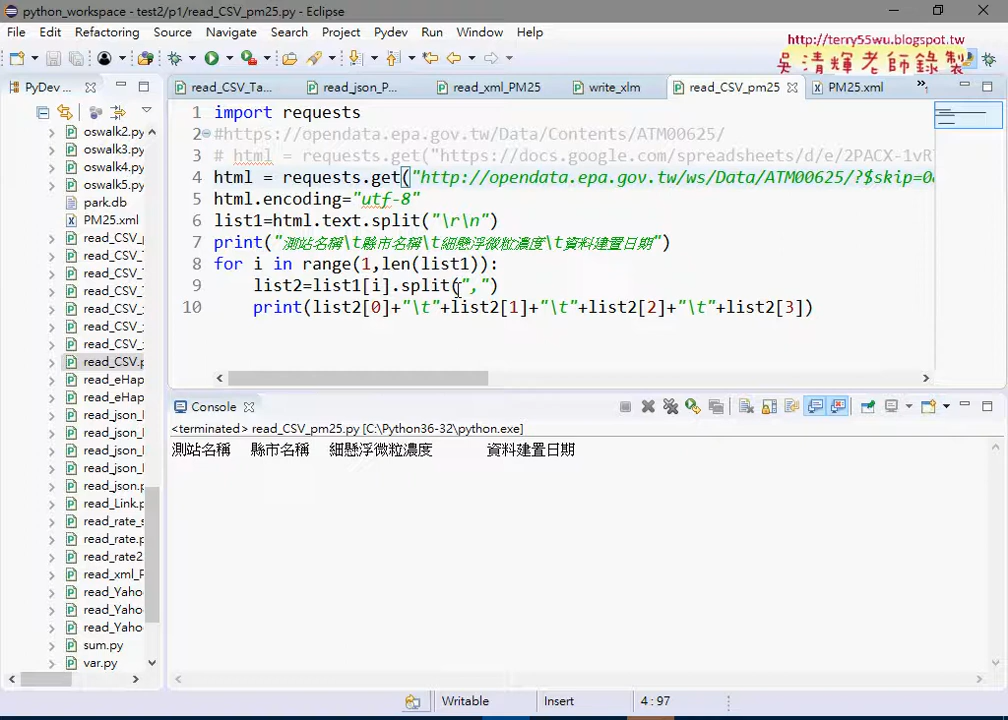 python_workspace - test2/p1/read_CSV_pm25.py - Eclipse
File Edit Refactoring Source Navigate Search Project Pydev Run Window Help
http://terry55wu.blogspot.tw
吳清輝老師錄製
PyDev
read_CSV_Ta...
read_json_P...
read_xml_PM25
write_xlm
read_CSV_pm25
PM25.xml
oswalk2.py
oswalk3.py
oswalk4.py
oswalk5.py
park.db
PM25.xml
read_CSV_
read_CSV_
read_CSV_
read_CSV_
read_CSV_
read_CSV_x
read_CSV_x
read_CSV.p
read_eHap
read_eHap
read_json_
read_json_
read_json_
read_json_
read_json.p
read_Link.p
read_rate_s
read_rate.p
read_rate2
read_xml_P
read_Yaho
read_Yaho
read_Yaho
sum.py
var.py
1 import requests
2 #https://opendata.epa.gov.tw/Data/Contents/ATM00625/
3 # html = requests.get("https://docs.google.com/spreadsheets/d/e/2PACX-1vR
4 html = requests.get("http://opendata.epa.gov.tw/ws/Data/ATM00625/?$skip=0
5 html.encoding="utf-8"
6 list1=html.text.split("\r\n")
7 print("測站名稱\t縣市名稱\t細懸浮微粒濃度\t資料建置日期")
8 for i in range(1,len(list1)):
9 list2=list1[i].split(",")
10 print(list2[0]+"\t"+list2[1]+"\t"+list2[2]+"\t"+list2[3])
Console
<terminated> read_CSV_pm25.py [C:\Python36-32\python.exe]
測站名稱 縣市名稱 細懸浮微粒濃度 資料建置日期
Writable Insert 4:97